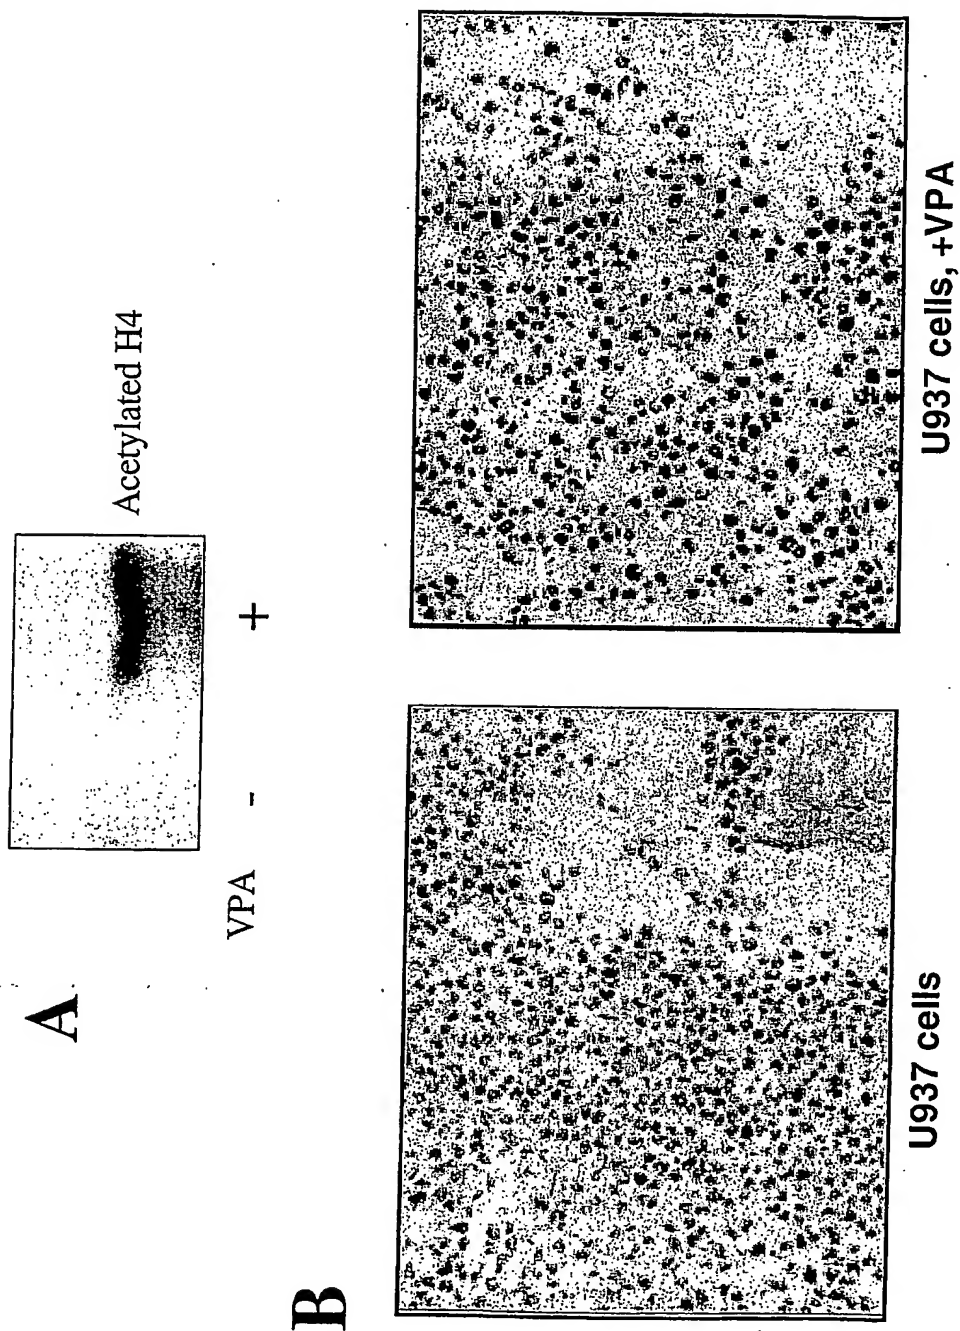 A
Acetylated H4
VPA - +
B
U937 cells
U937 cells, +VPA